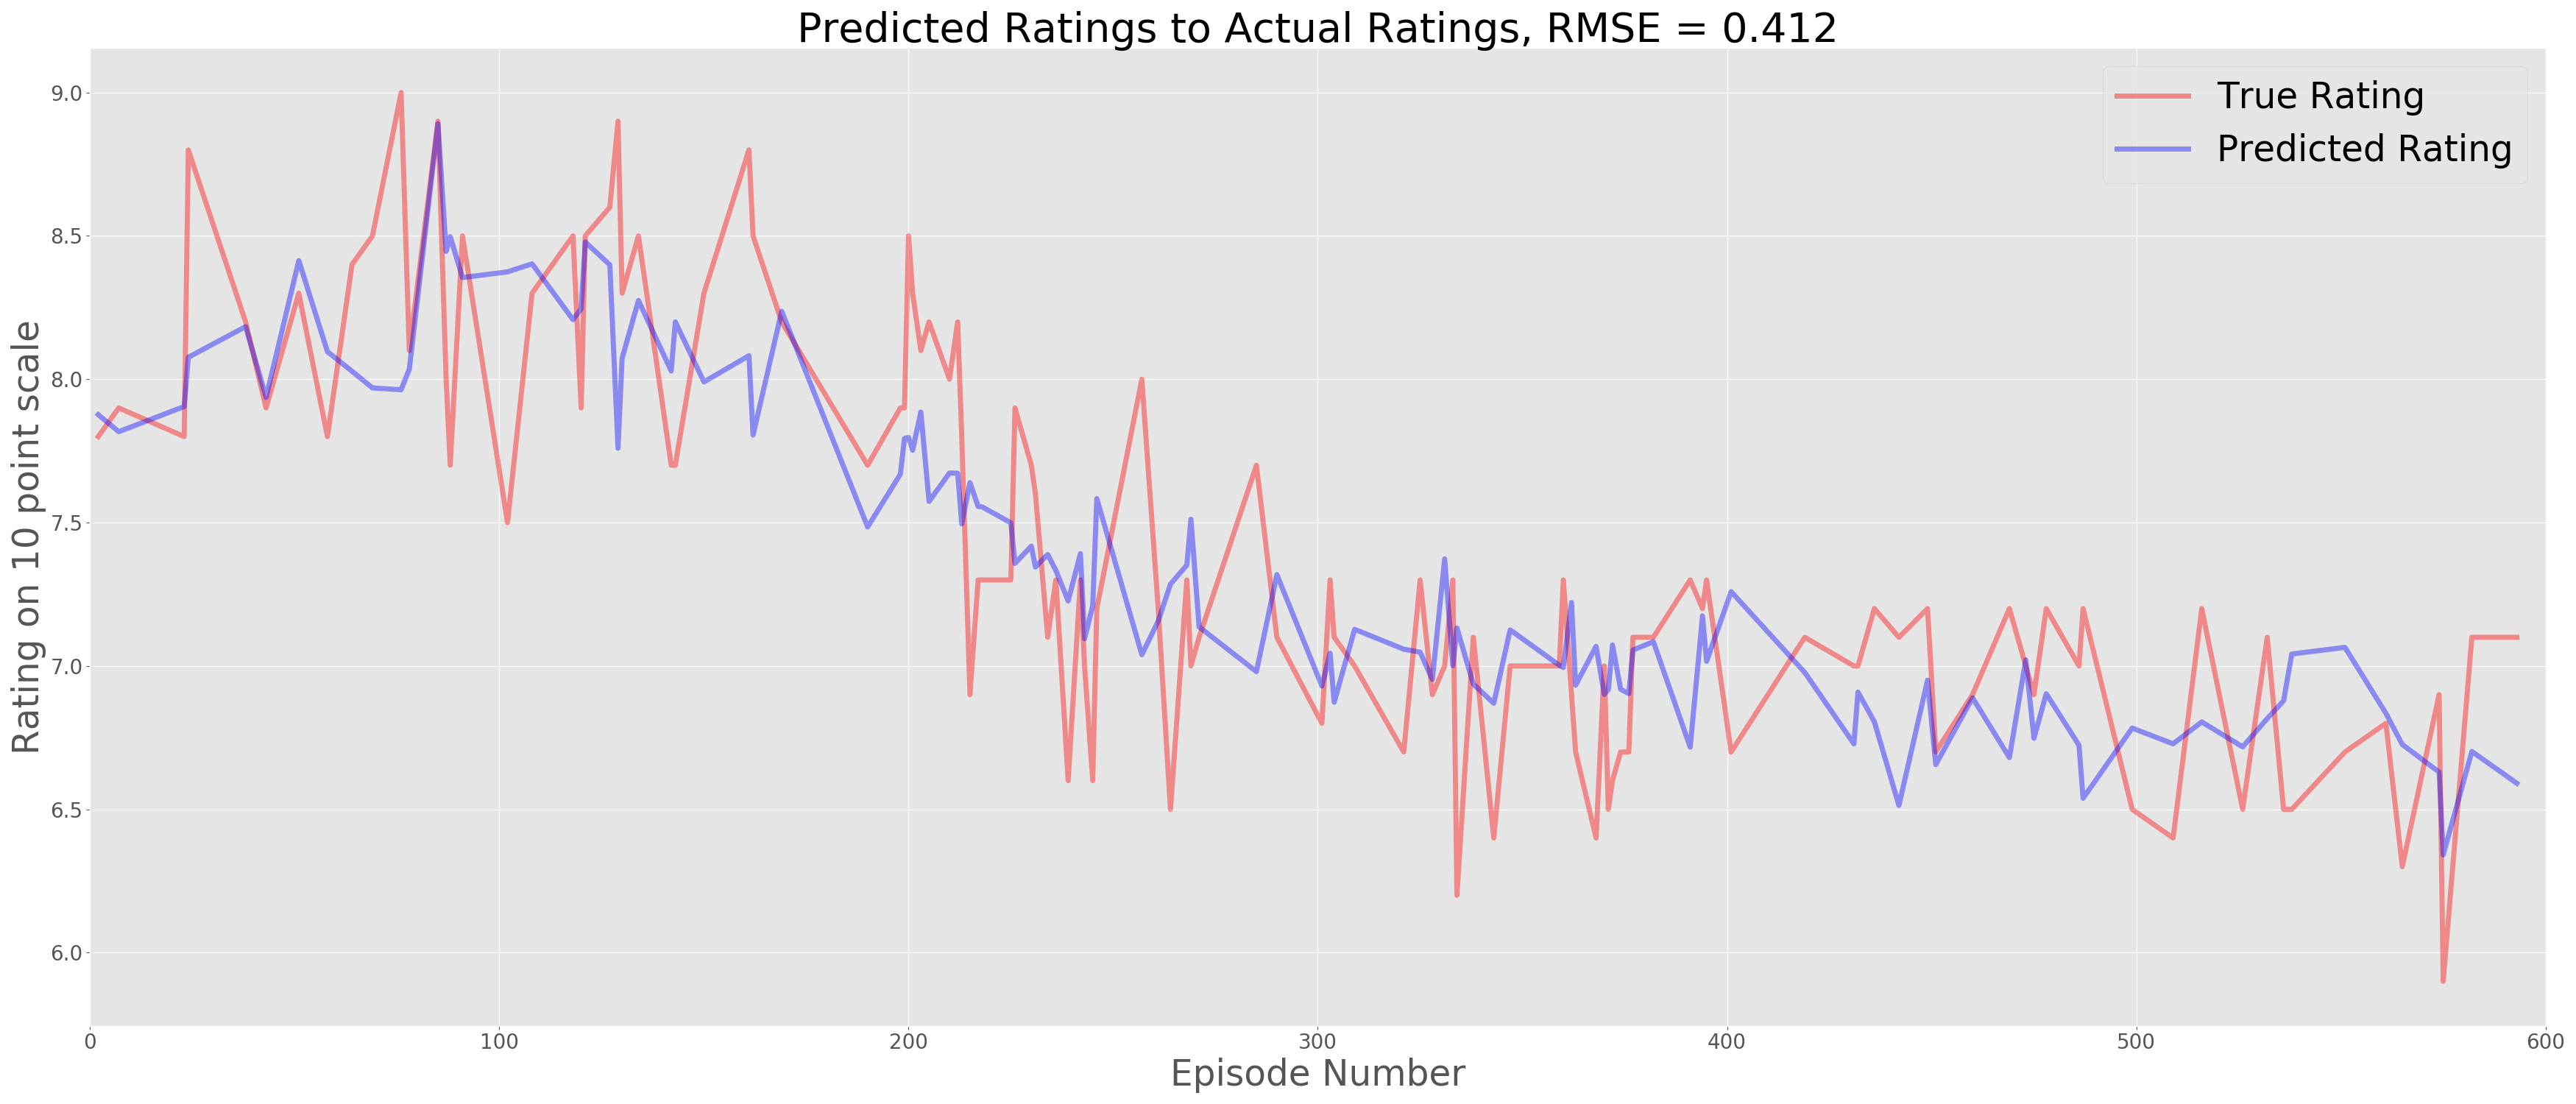 Predicted Ratings to Actual Ratings, RMSE = 0.412
True Rating
Predicted Rating
Rating on 10 point scale
9.0
8.5
8.0
7.5
7.0
6.5
6.0
0 100 200 300 400 500 600
Episode Number